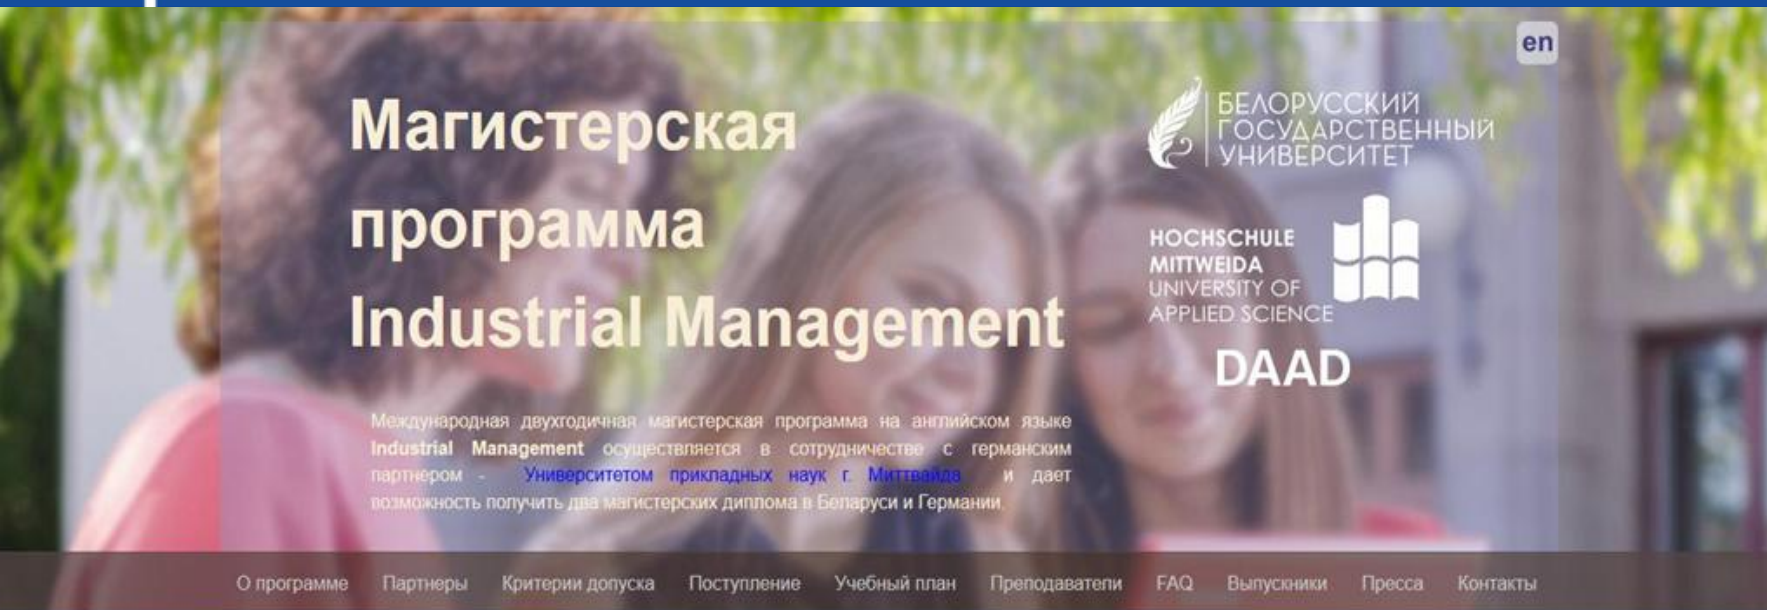 en
Магистерская
программа
Industrial Management
Международная двухгодичная магистерская программа на английском языке
Industrial Management осуществляется в сотрудничестве с германским
партнером - Университетом прикладных наук г. Миттвайда и дает
возможность получить два магистерских диплома в Беларуси и Германии.
БЕЛОРУССКИЙ
ГОСУДАРСТВЕННЫЙ
УНИВЕРСИТЕТ
HOCHSCHULE
MITTWEIDA
UNIVERSITY OF
APPLIED SCIENCE
DAAD
О программе Партнеры Критерии допуска Поступление Учебный план Преподаватели FAQ Выпускники Пресса Контакты